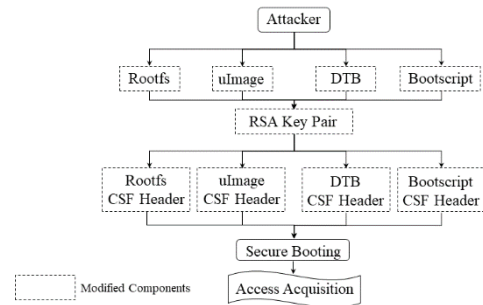 Attacker
Rootfs uImage DTB Bootscript
RSA Key Pair
Rootfs uImage DTB Bootscript
CSF Header CSF Header CSF Header CSF Header
Secure Booting
Modified Components
Access Acquisition